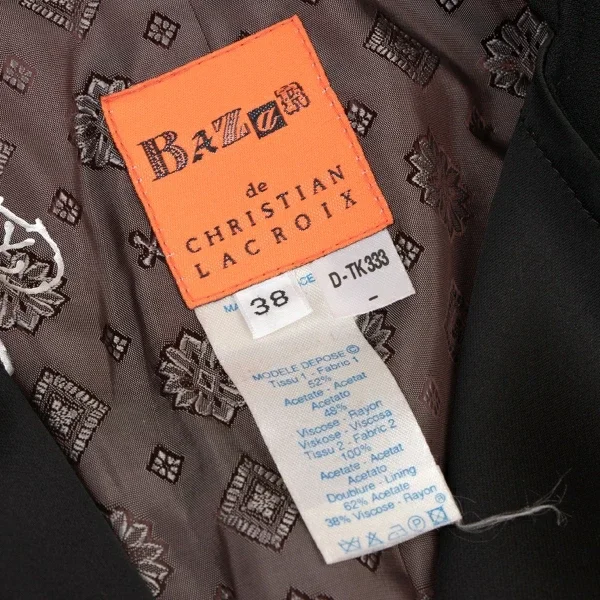 BAZaR
de
CHRISTIAN
LACROIX
38
D-TK333
-
MODELE DEPOSE ©
Tissu 1 - Fabric 1
52%
Acetate - Acetat
Acetato
48%
Viscose - Rayon
Viskose - Viscosa
Tissu 2 - Fabric 2
100%
Acetate - Acetat
Acetato
Doublure - Lining
62% Acetate
38% Viscose - Rayon